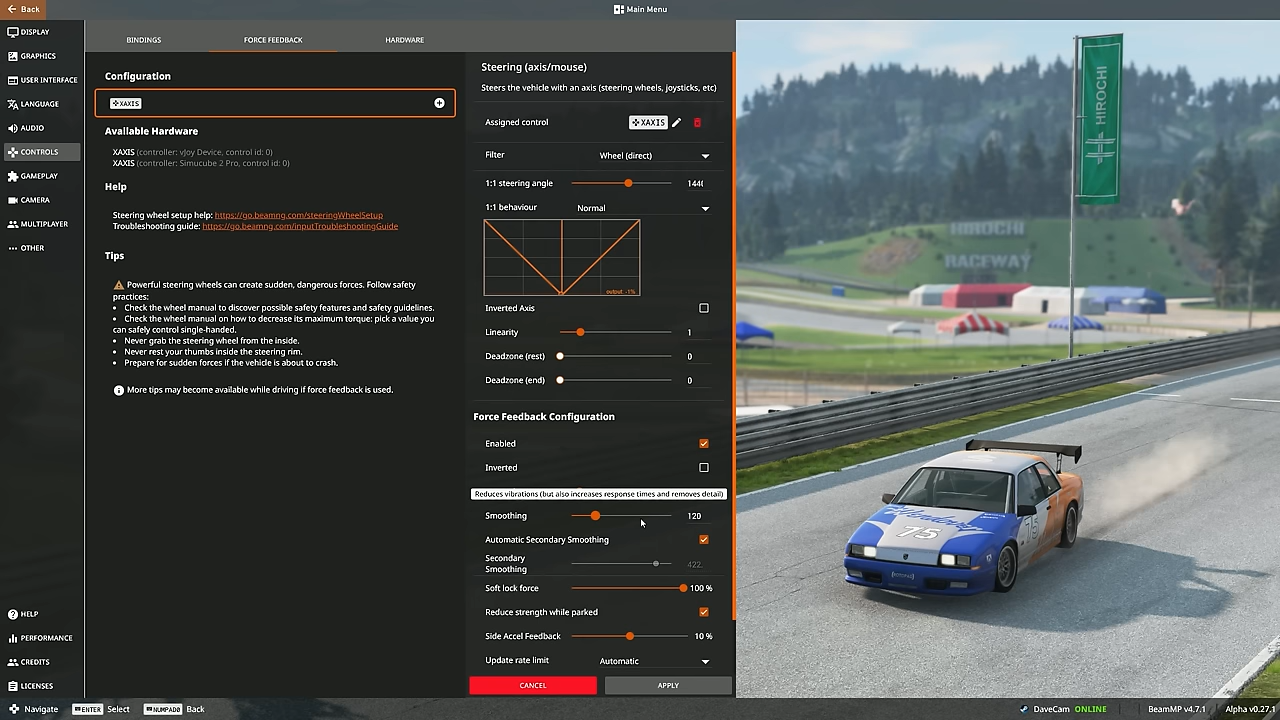 Back
Main Menu
DISPLAY
GRAPHICS
USER INTERFACE
LANGUAGE
AUDIO
CONTROLS
GAMEPLAY
CAMERA
MULTIPLAYER
OTHER
HELP
PERFORMANCE
CREDITS
LICENSES
BINDINGS
FORCE FEEDBACK
HARDWARE
Configuration
XAXIS
Available Hardware
XAXIS (controller: vJoy Device, control id: 0)
XAXIS (controller: Simucube 2 Pro, control id: 0)
Help
Steering wheel setup help: https://go.beamng.com/steeringWheelSetup
Troubleshooting guide: https://go.beamng.com/inputTroubleshootingGuide
Tips
Powerful steering wheels can create sudden, dangerous forces. Follow safety
practices:
• Check the wheel manual to discover possible safety features and safety guidelines.
• Check the wheel manual on how to decrease its maximum torque: pick a value you
can safely control single-handed.
• Never grab the steering wheel from the inside.
• Never rest your thumbs inside the steering rim.
• Prepare for sudden forces if the vehicle is about to crash.
More tips may become available while driving if force feedback is used.
Steering (axis/mouse)
Steers the vehicle with an axis (steering wheels, joysticks, etc)
Assigned control XAXIS
Filter Wheel (direct)
1:1 steering angle 144
1:1 behaviour Normal
output: -1%
Inverted Axis
Linearity 1
Deadzone (rest) 0
Deadzone (end) 0
Force Feedback Configuration
Enabled
Inverted
Reduces vibrations (but also increases response times and removes detail)
Smoothing 120
Automatic Secondary Smoothing
Secondary
Smoothing 422.
Soft lock force 100 %
Reduce strength while parked
Side Accel Feedback 10 %
Update rate limit Automatic
CANCEL
APPLY
HIROCHI
HIROCHI
RACEWAY
75
75
Navigate
ENTER Select
NUMPAD0 Back
DaveCam ONLINE
BeamMP v4.7.1
Alpha v0.27.1